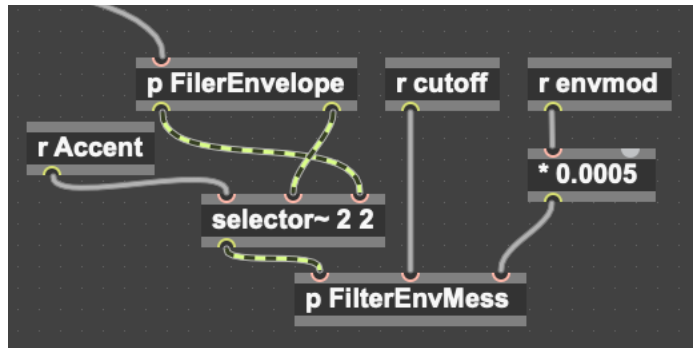 p FilerEnvelope
r cutoff
r envmod
r Accent
* 0.0005
selector~ 2 2
p FilterEnvMess